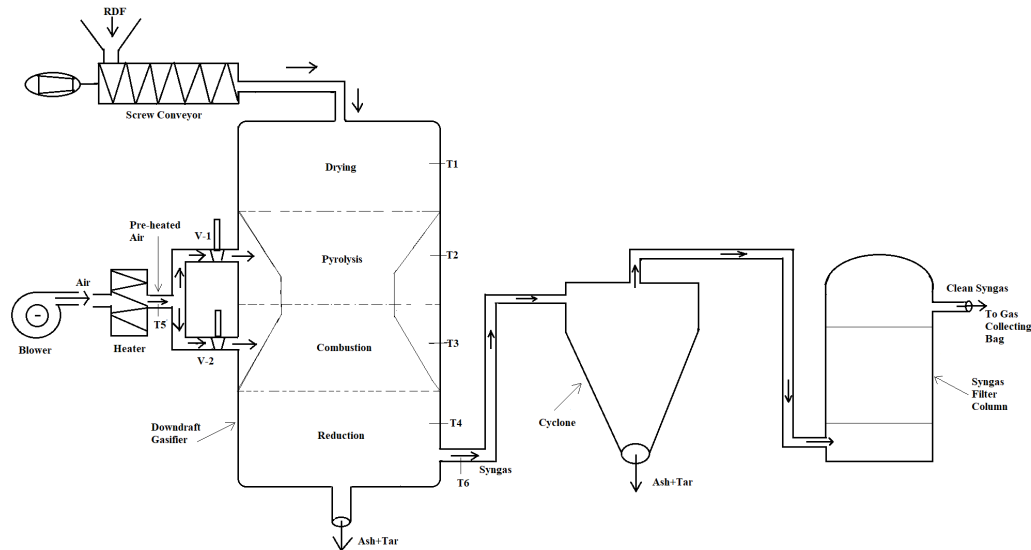 RDF
Screw Conveyor
Drying
T1
Pre-heated
Air
V-1
Pyrolysis
T2
Air
T5
Blower
Heater
V-2
Combustion
T3
Clean Syngas
To Gas
Collecting
Bag
Downdraft
Gasifier
Reduction
T4
Syngas
T6
Cyclone
Syngas
Filter
Column
Ash+Tar
Ash+Tar